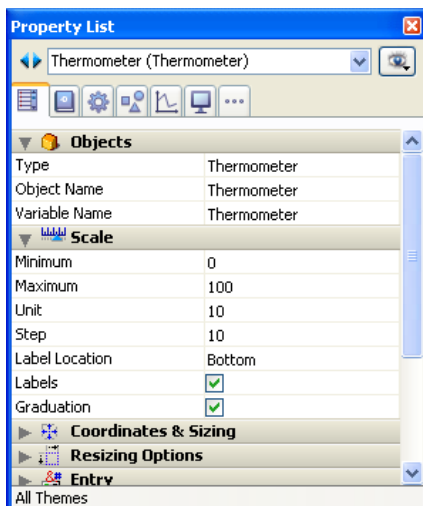 Property List
Thermometer (Thermometer)
Objects
Type Thermometer
Object Name Thermometer
Variable Name Thermometer
Scale
Minimum 0
Maximum 100
Unit 10
Step 10
Label Location Bottom
Labels
Graduation
Coordinates & Sizing
Resizing Options
Entry
All Themes